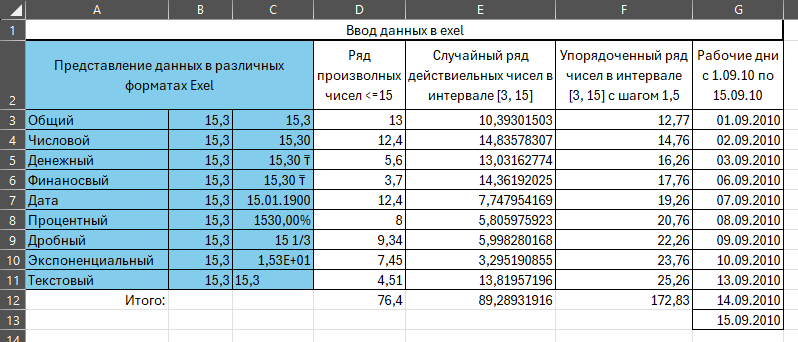 A B C D E F G
1 Ввод данных в exel
2 Представление данных в различных форматах Exel Ряд произволных чисел <=15 Случайный ряд действиельных чисел в интервале [3, 15] Упорядоченный ряд чисел в интервале [3, 15] с шагом 1,5 Рабочие дни с 1.09.10 по 15.09.10
3 Общий 15,3 15,3 13 10,39301503 12,77 01.09.2010
4 Числовой 15,3 15,30 12,4 14,83578307 14,76 02.09.2010
5 Денежный 15,3 15,30 ₸ 5,6 13,03162774 16,26 03.09.2010
6 Финаносвый 15,3 15,30 ₸ 3,7 14,36192025 17,76 06.09.2010
7 Дата 15,3 15.01.1900 12,4 7,747954169 19,26 07.09.2010
8 Процентный 15,3 1530,00% 8 5,805975923 20,76 08.09.2010
9 Дробный 15,3 15 1/3 9,34 5,998280168 22,26 09.09.2010
10 Экспоненциальный 15,3 1,53E+01 7,45 3,295190855 23,76 10.09.2010
11 Текстовый 15,3 15,3 4,51 13,81957196 25,26 13.09.2010
12 Итого: 76,4 89,28931916 172,83 14.09.2010
13 15.09.2010
14